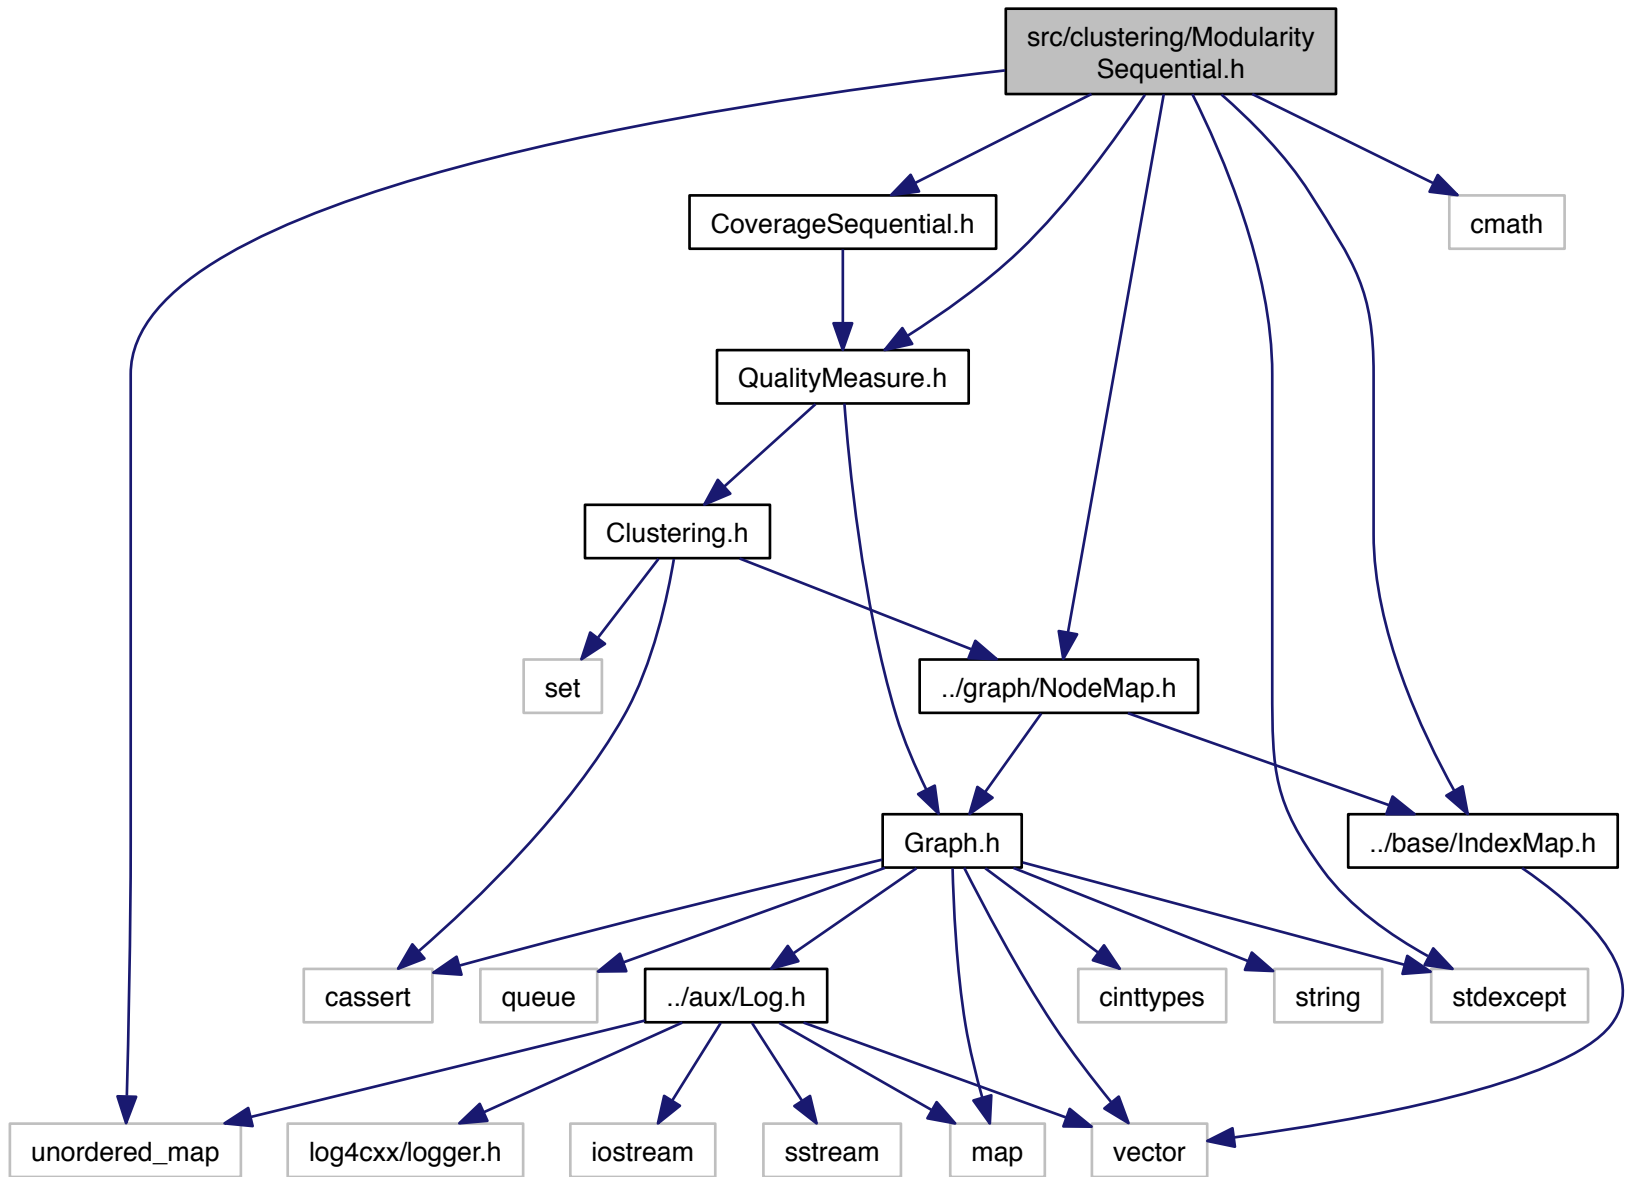 src/clustering/Modularity
Sequential.h
CoverageSequential.h
cmath
QualityMeasure.h
Clustering.h
set
../graph/NodeMap.h
Graph.h
../base/IndexMap.h
cassert
queue
../aux/Log.h
cinttypes
string
stdexcept
unordered_map
log4cxx/logger.h
iostream
sstream
map
vector